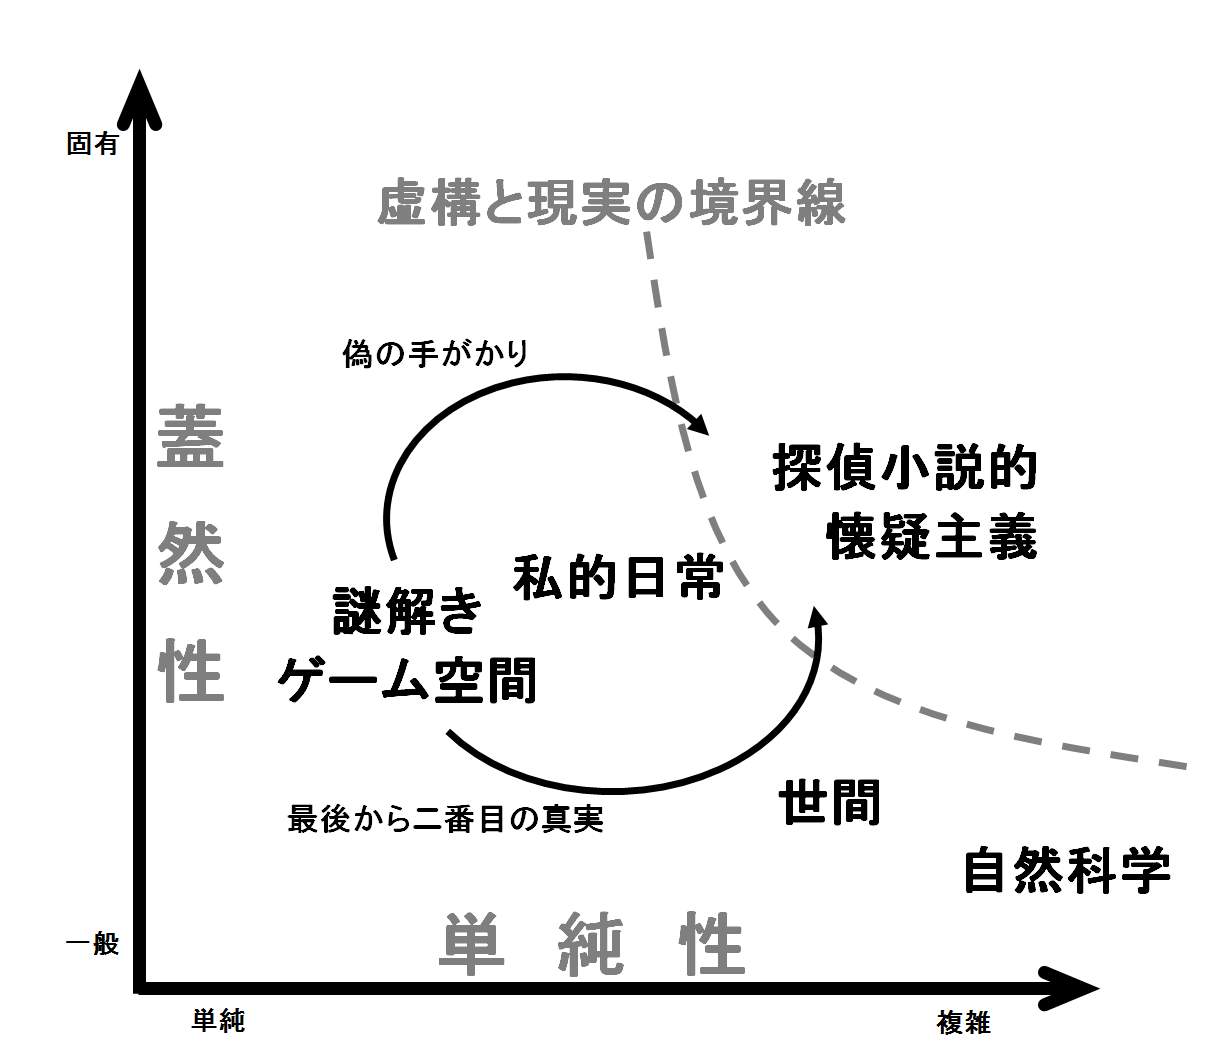 固有
虚構と現実の境界線
偽の手がかり
蓋然性
探偵小説的
懐疑主義
私的日常
謎解き
ゲーム空間
世間
最後から二番目の真実
自然科学
一般
単純性
単純
複雑